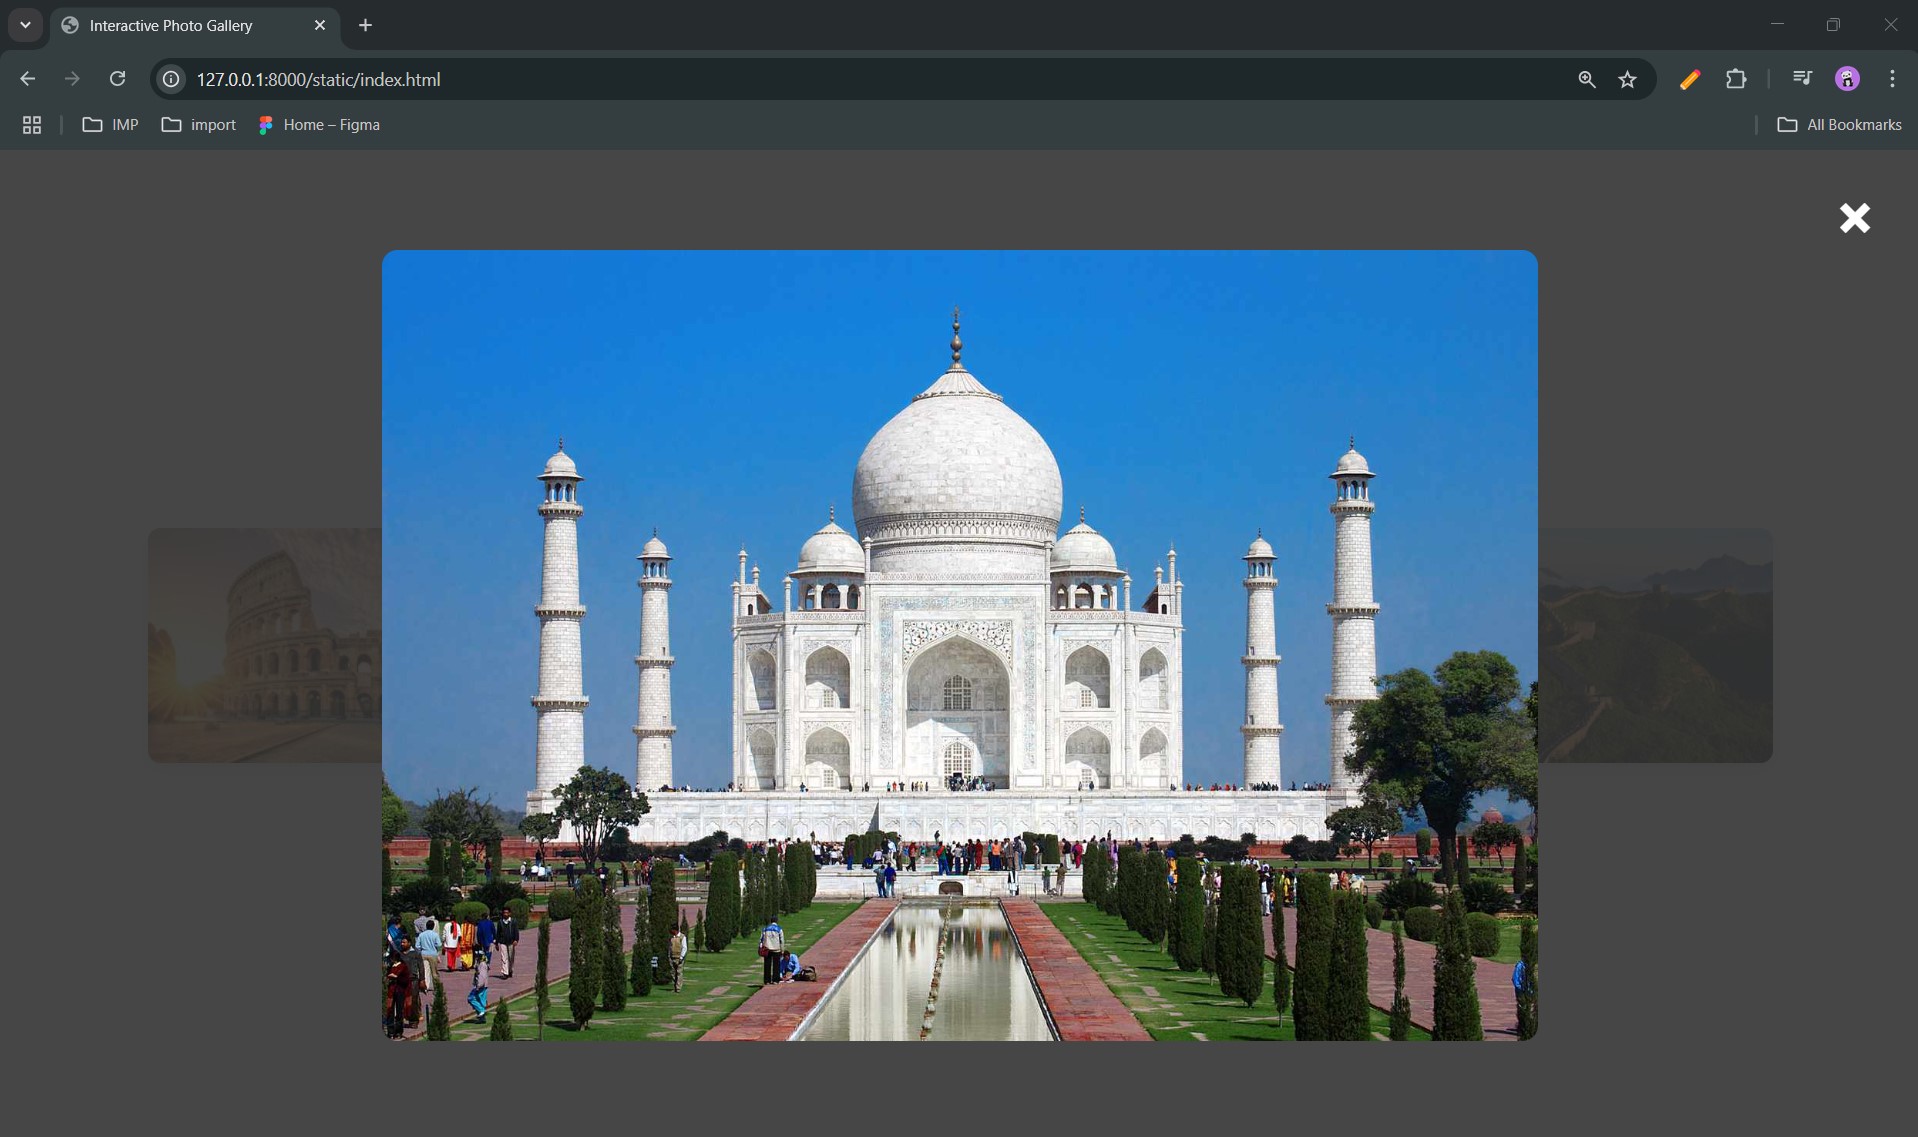 Interactive Photo Gallery
127.0.0.1:8000/static/index.html
IMP
import
Home – Figma
All Bookmarks